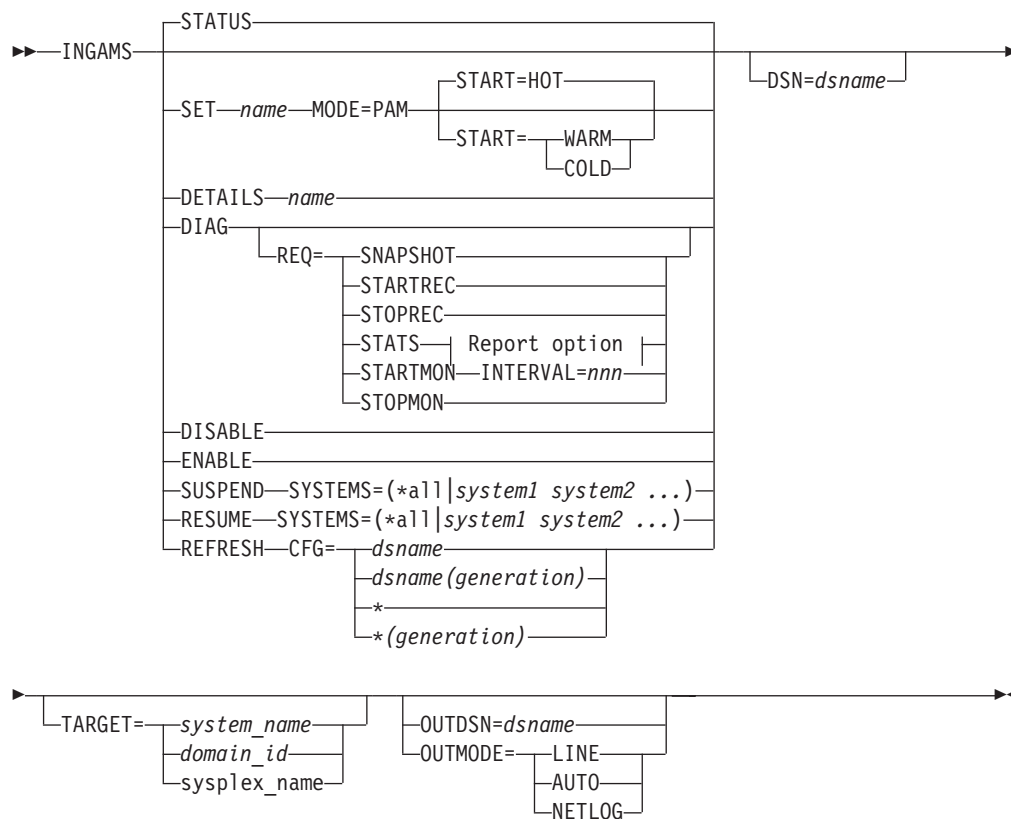 STATUS
INGAMS
DSN=dsname
START=HOT
SET name MODE=PAM
START= WARM
COLD
DETAILS name
DIAG
REQ= SNAPSHOT
STARTREC
STOPREC
STATS Report option
STARTMON INTERVAL=nnn
STOPMON
DISABLE
ENABLE
SUSPEND SYSTEMS=(*all|system1 system2 ...)
RESUME SYSTEMS=(*all|system1 system2 ...)
REFRESH CFG= dsname
dsname(generation)
*
*(generation)
TARGET= system_name
domain_id
sysplex_name
OUTDSN=dsname
OUTMODE= LINE
AUTO
NETLOG